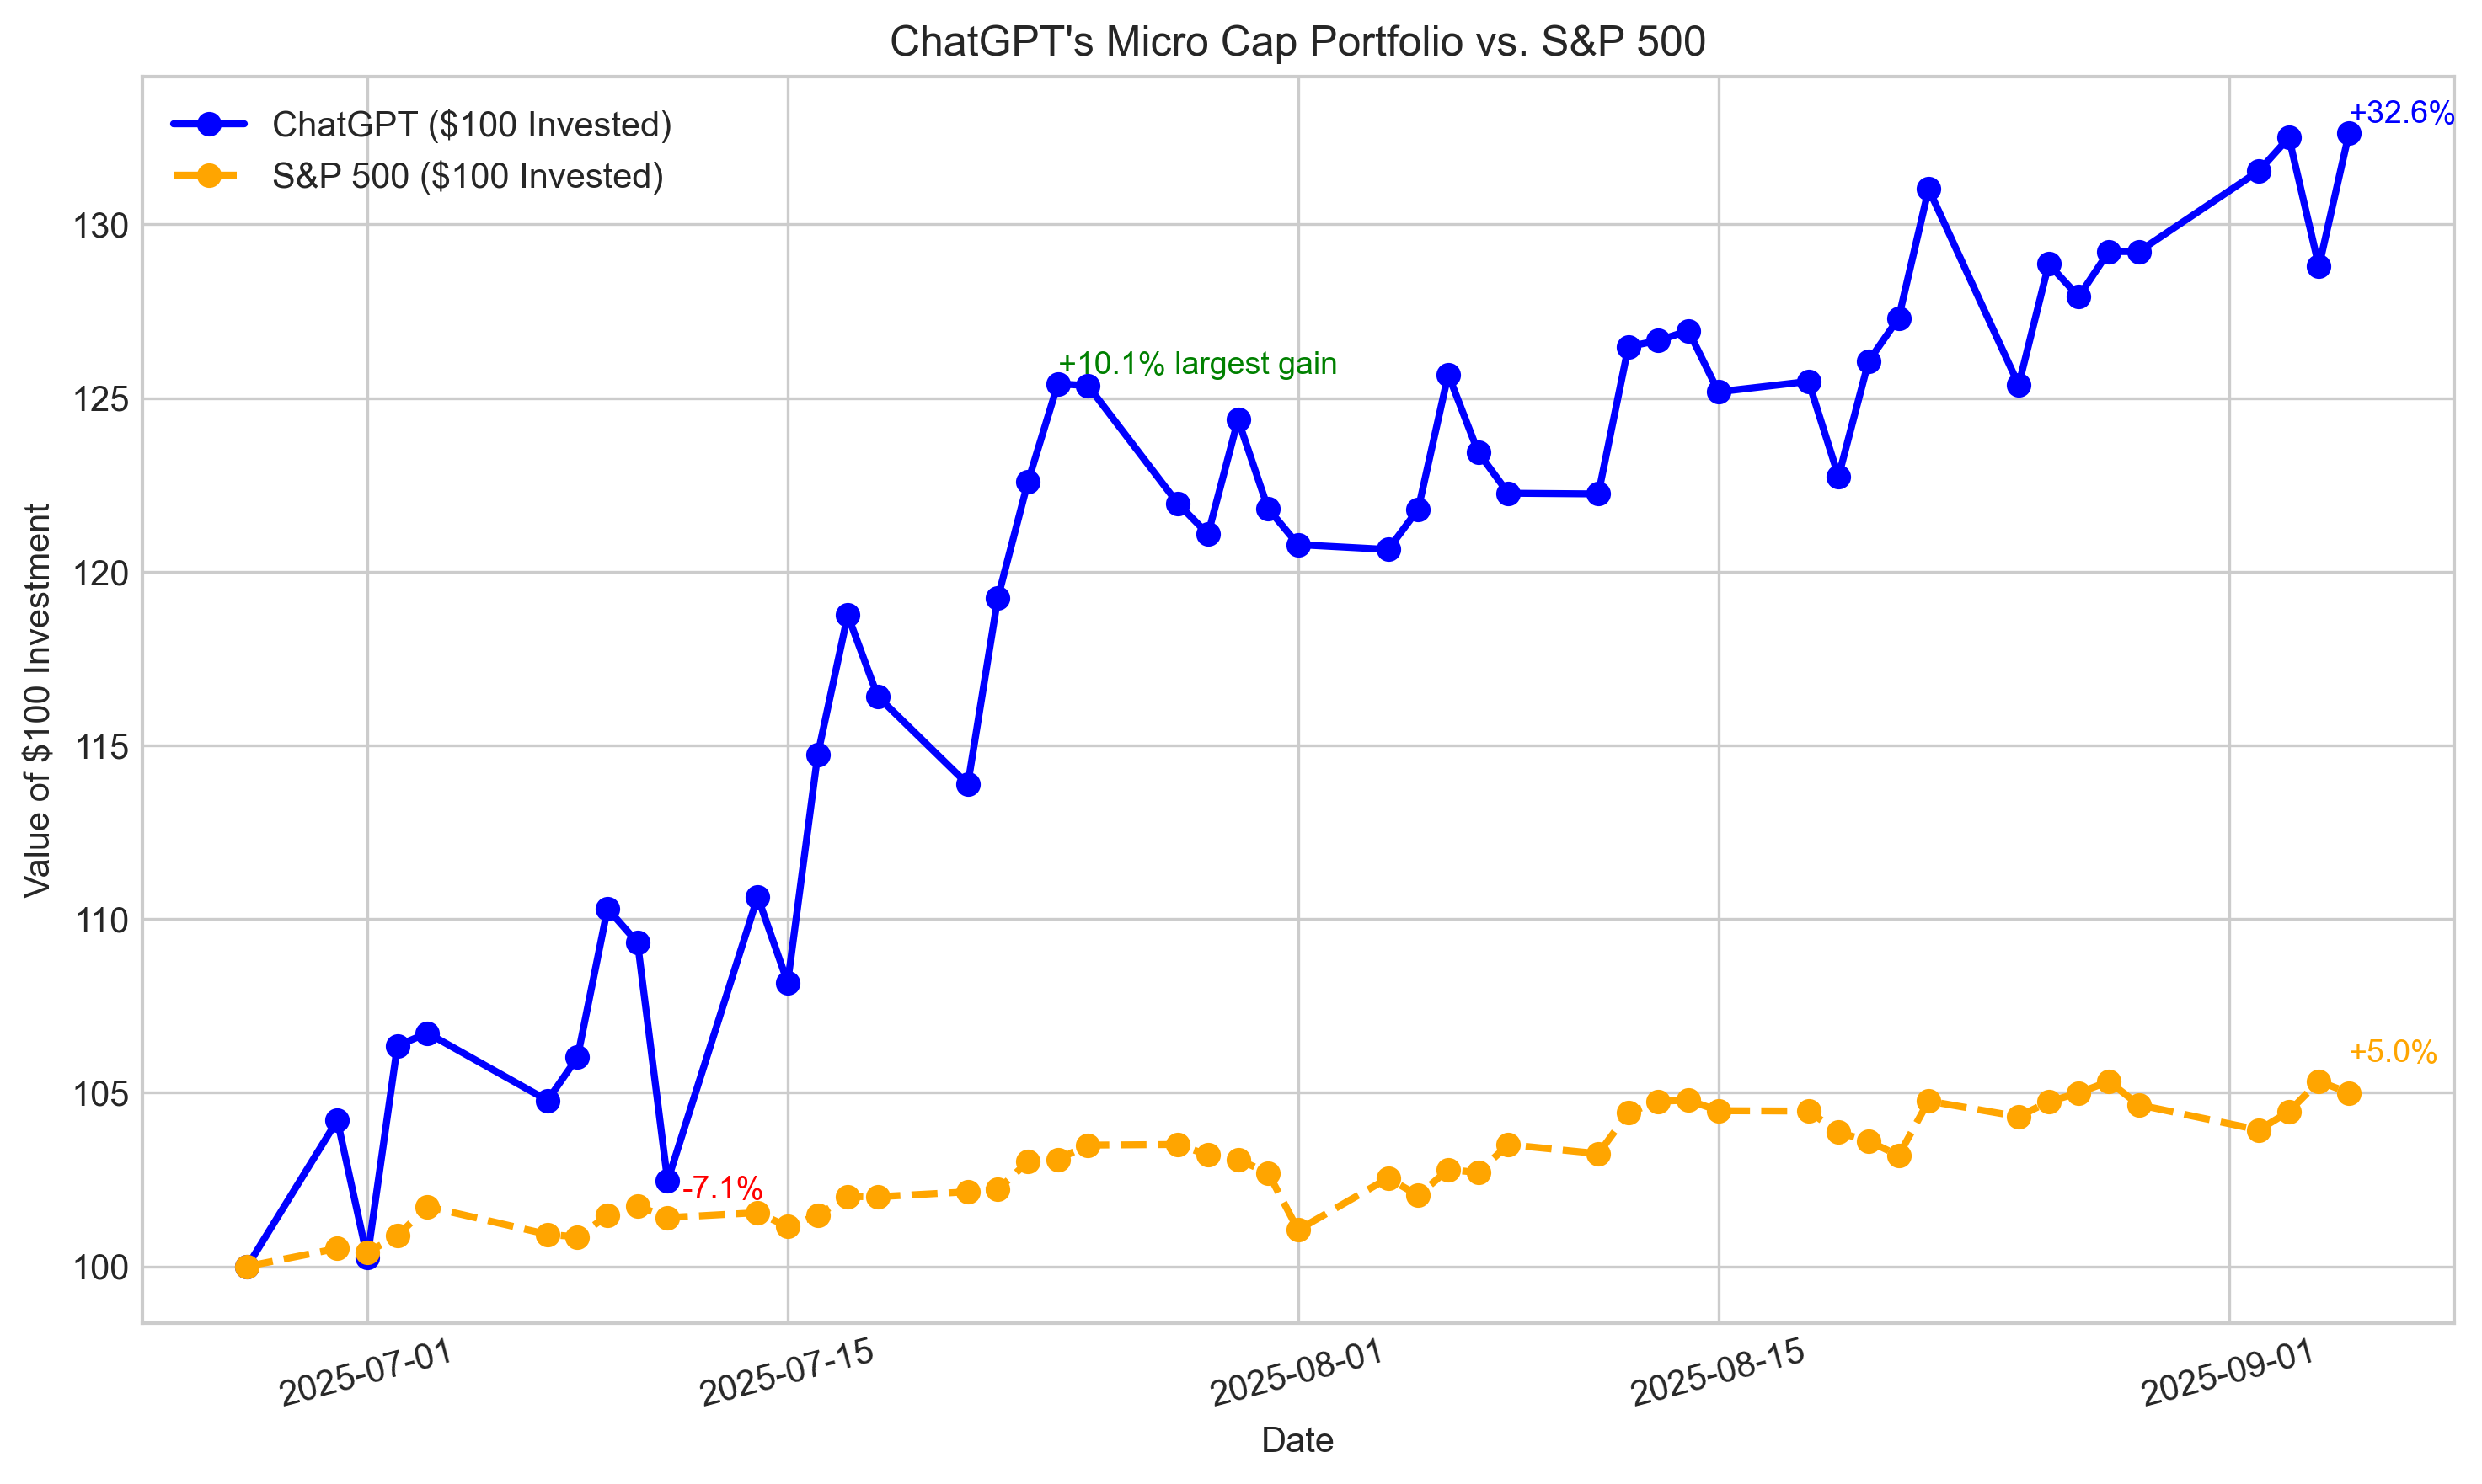 ChatGPT's Micro Cap Portfolio vs. S&P 500
ChatGPT ($100 Invested)
S&P 500 ($100 Invested)
+32.6%
+10.1% largest gain
-7.1%
+5.0%
Value of $100 Investment
130
125
120
115
110
105
100
2025-07-01
2025-07-15
2025-08-01
2025-08-15
2025-09-01
Date